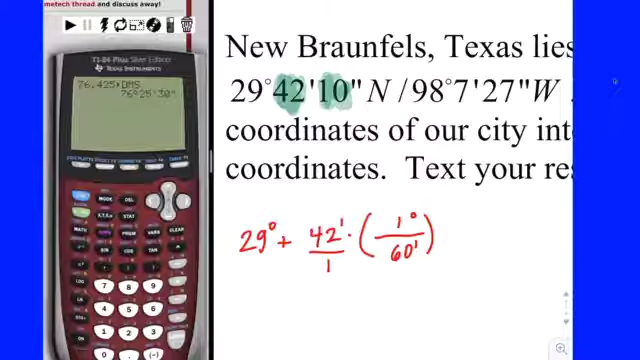 metech thread and discuss away!
TI-84 Plus Silver Edition
TEXAS INSTRUMENTS
76.425▸DMS
76°25'30"
New Braunfels, Texas lies
29°42'10"N / 98°7'27"W
coordinates of our city int
coordinates. Text your res
29° + 42'/1 · (1°/60')